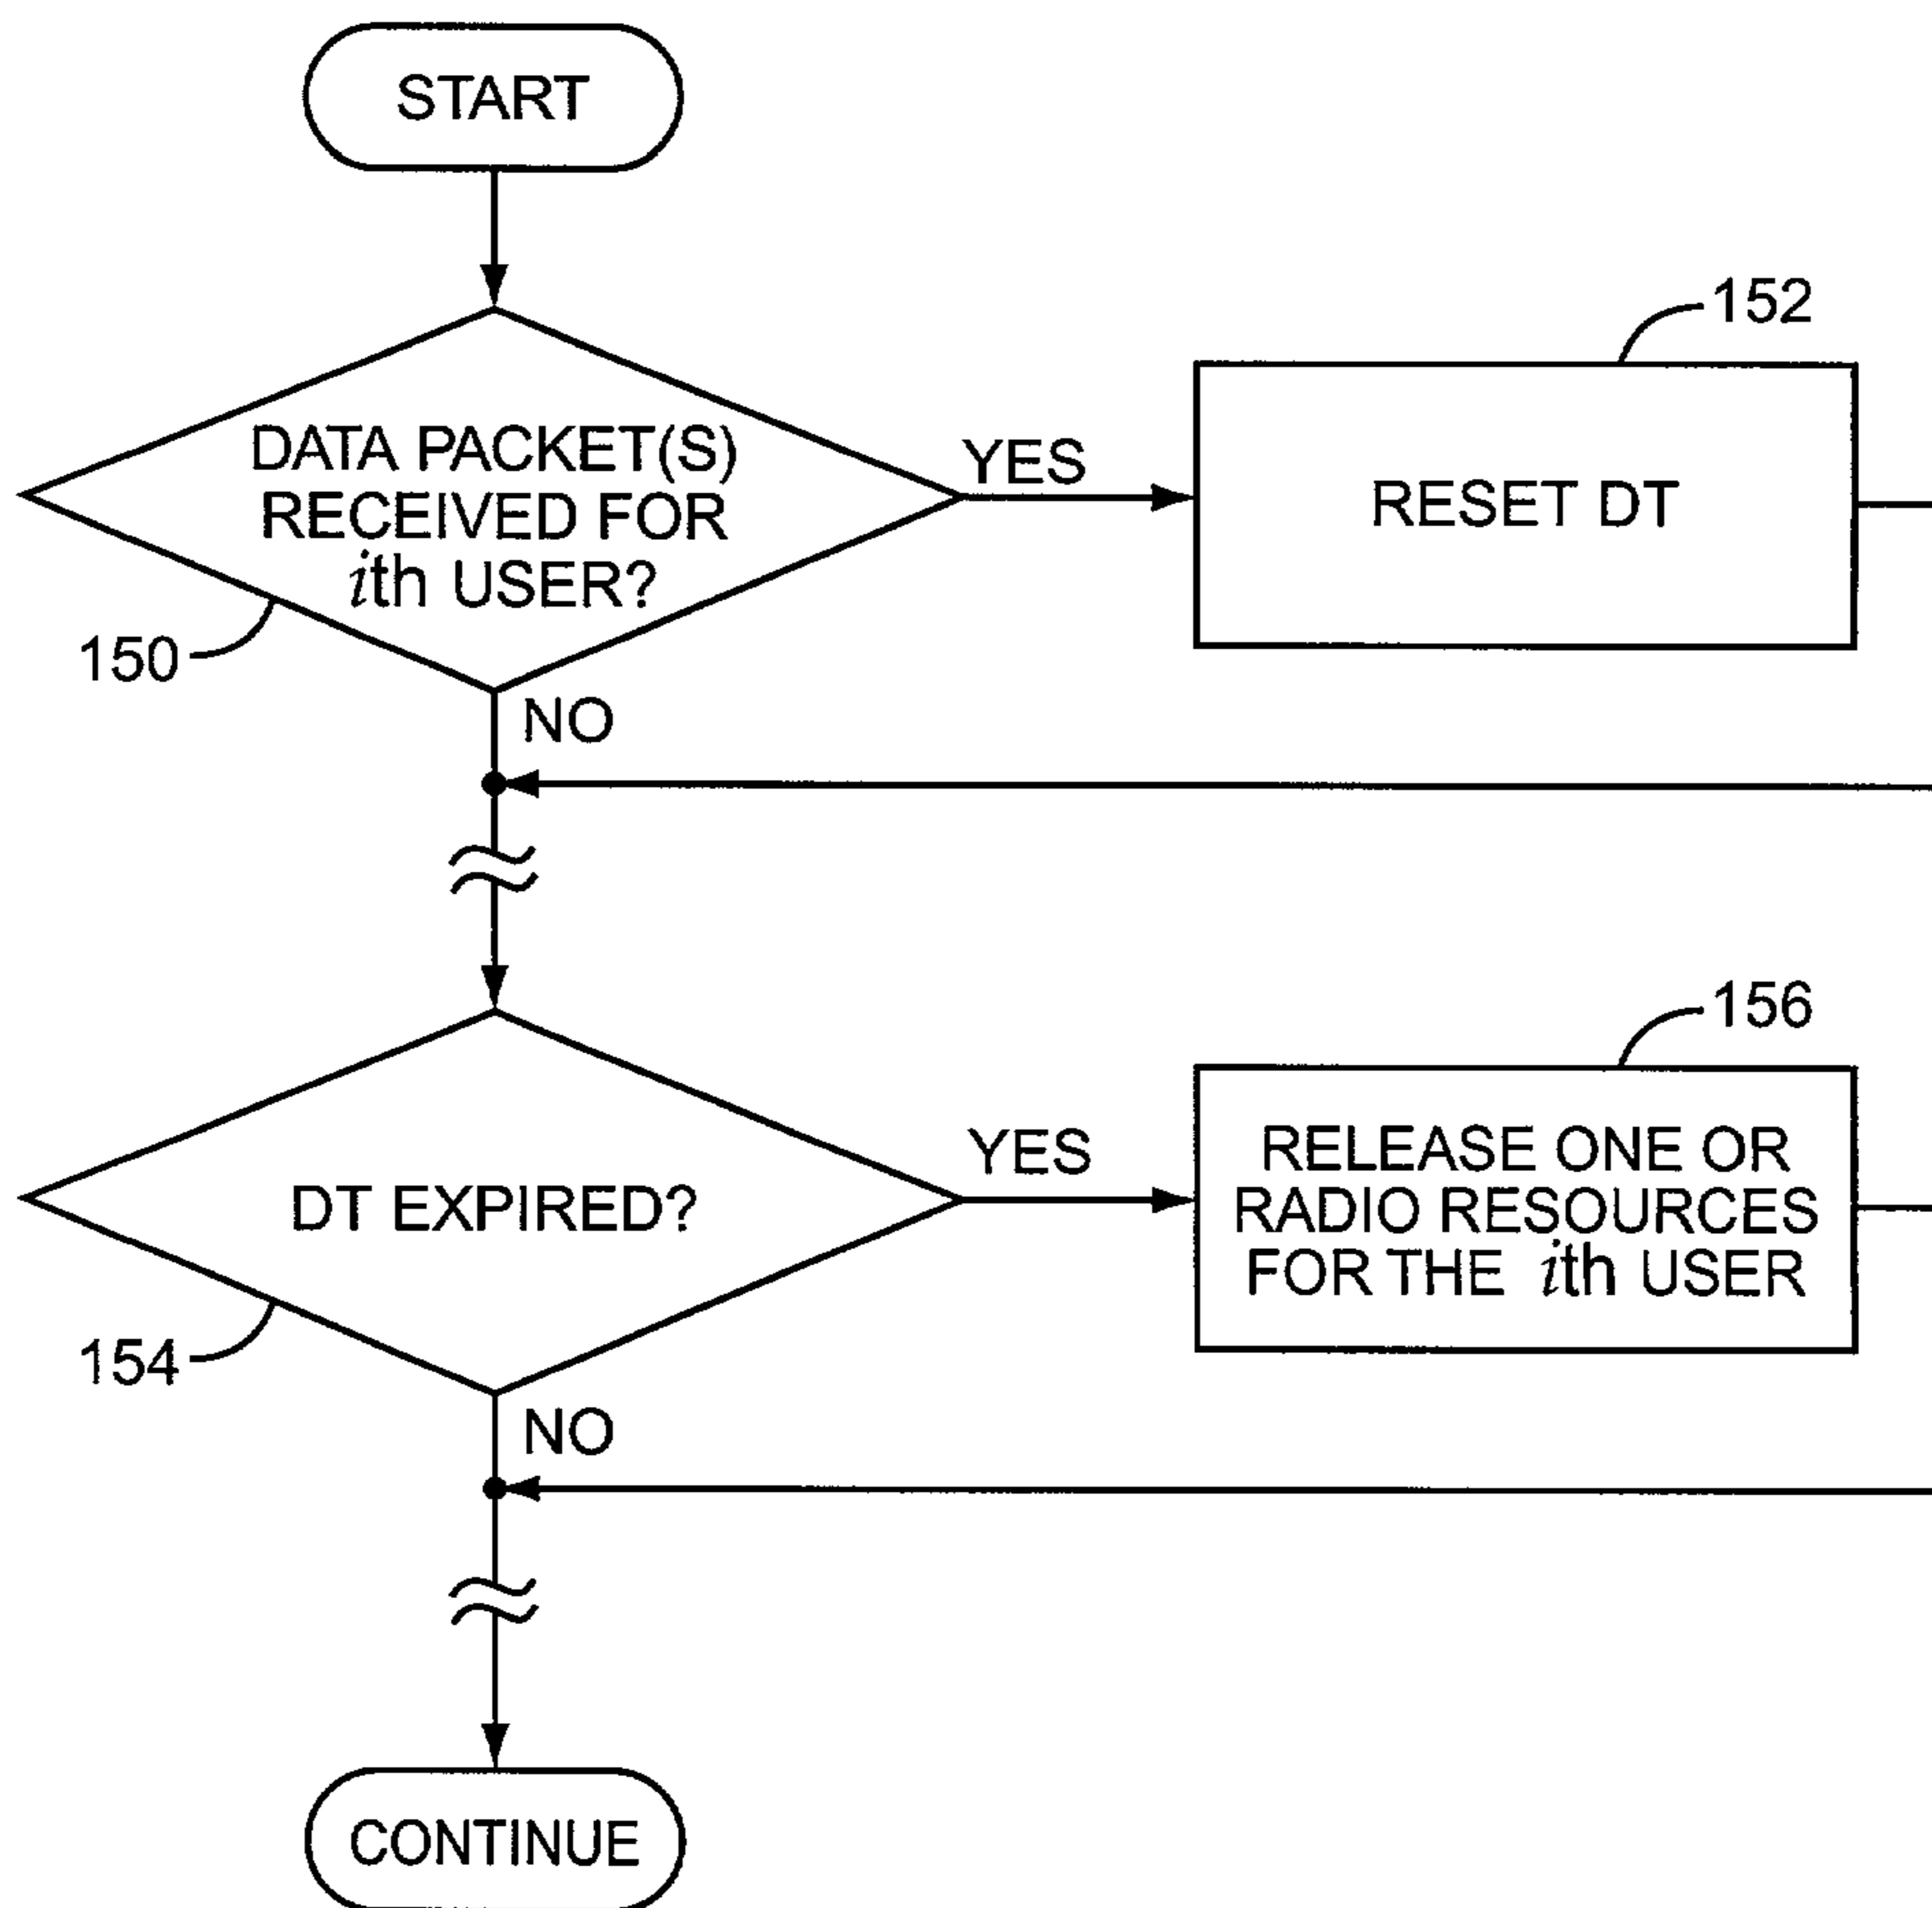 START
DATA PACKET(S)
RECEIVED FOR
ith USER?
150
YES
152
RESET DT
NO
DT EXPIRED?
154
YES
156
RELEASE ONE OR
RADIO RESOURCES
FOR THE ith USER
NO
CONTINUE